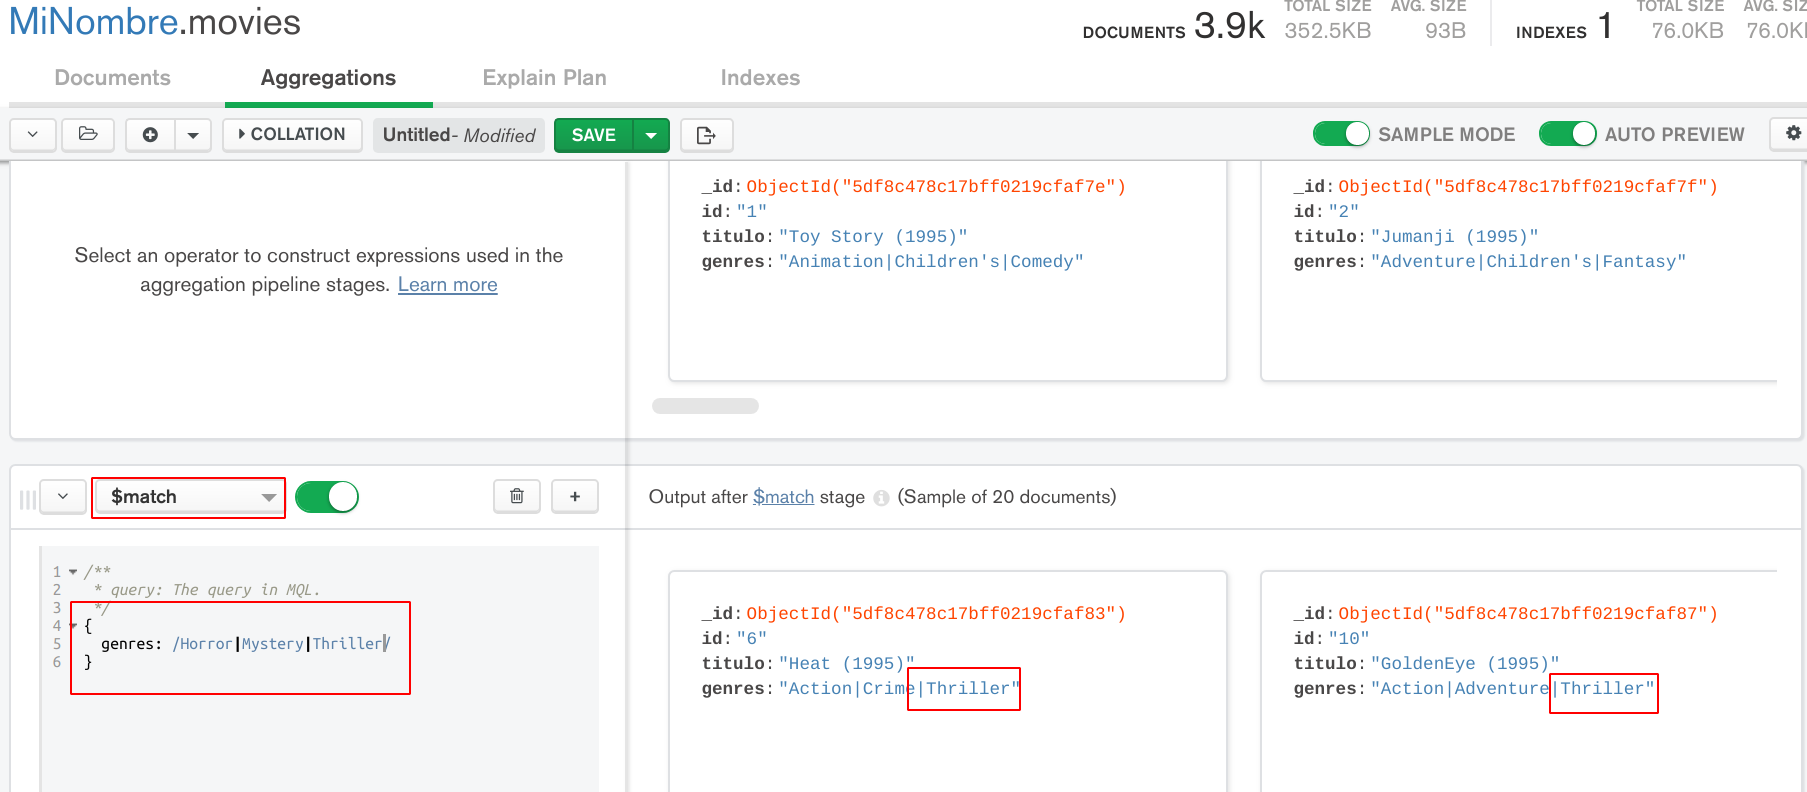 MiNombre.movies
DOCUMENTS 3.9k TOTAL SIZE 352.5KB AVG. SIZE 93B INDEXES 1 TOTAL SIZE 76.0KB AVG. 76.0
Documents Aggregations Explain Plan Indexes
COLLATION Untitled- Modified SAVE SAMPLE MODE AUTO PREVIEW
Select an operator to construct expressions used in the
aggregation pipeline stages. Learn more
_id:ObjectId("5df8c478c17bff0219cfaf7e")
id:"1"
titulo:"Toy Story (1995)"
genres:"Animation|Children's|Comedy"
_id:ObjectId("5df8c478c17bff0219cfaf7f")
id:"2"
titulo:"Jumanji (1995)"
genres:"Adventure|Children's|Fantasy"
$match
Output after $match stage (Sample of 20 documents)
1 /**
2 * query: The query in MQL.
3 */
4 {
5 genres: /Horror|Mystery|Thriller/
6 }
_id:ObjectId("5df8c478c17bff0219cfaf83")
id:"6"
titulo:"Heat (1995)"
genres:"Action|Crime|Thriller"
_id:ObjectId("5df8c478c17bff0219cfaf87")
id:"10"
titulo:"GoldenEye (1995)"
genres:"Action|Adventure|Thriller"